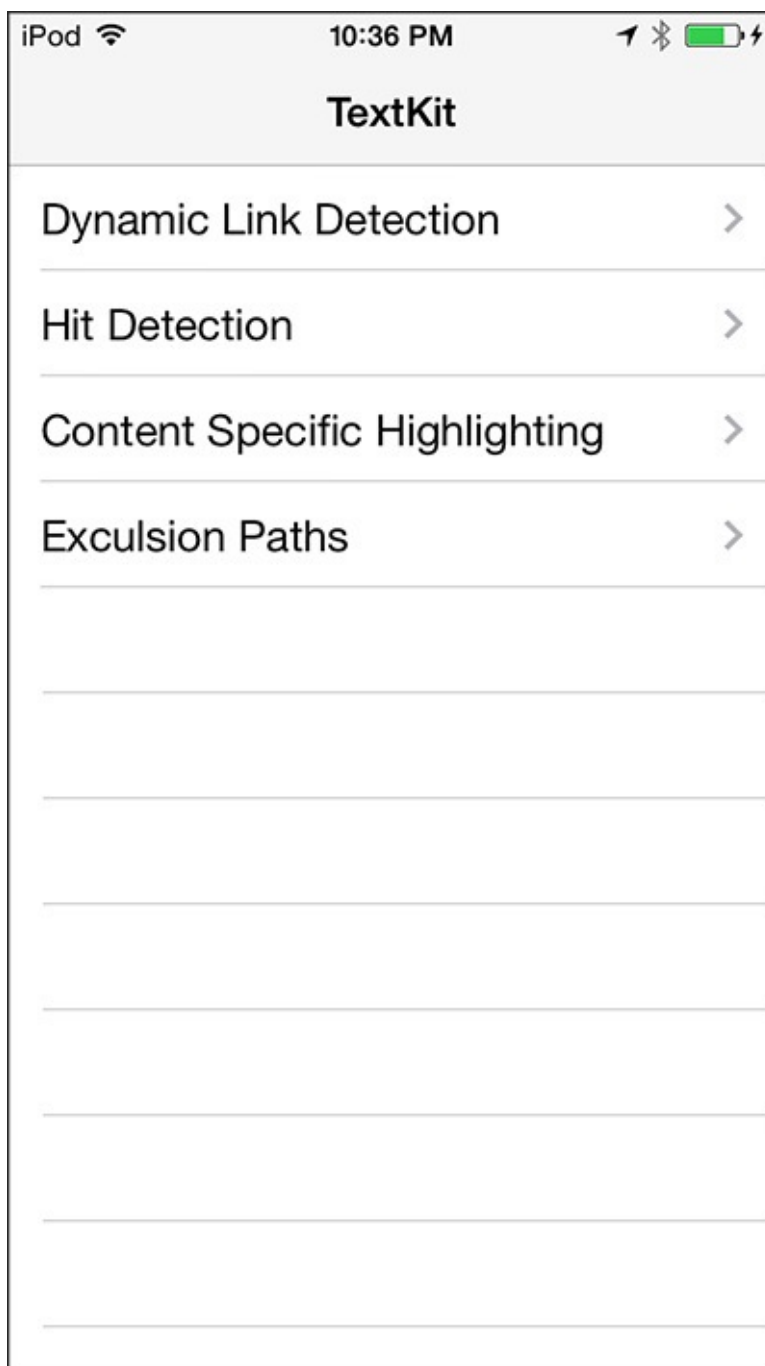 iPod 10:36 PM
TextKit
Dynamic Link Detection
Hit Detection
Content Specific Highlighting
Exculsion Paths